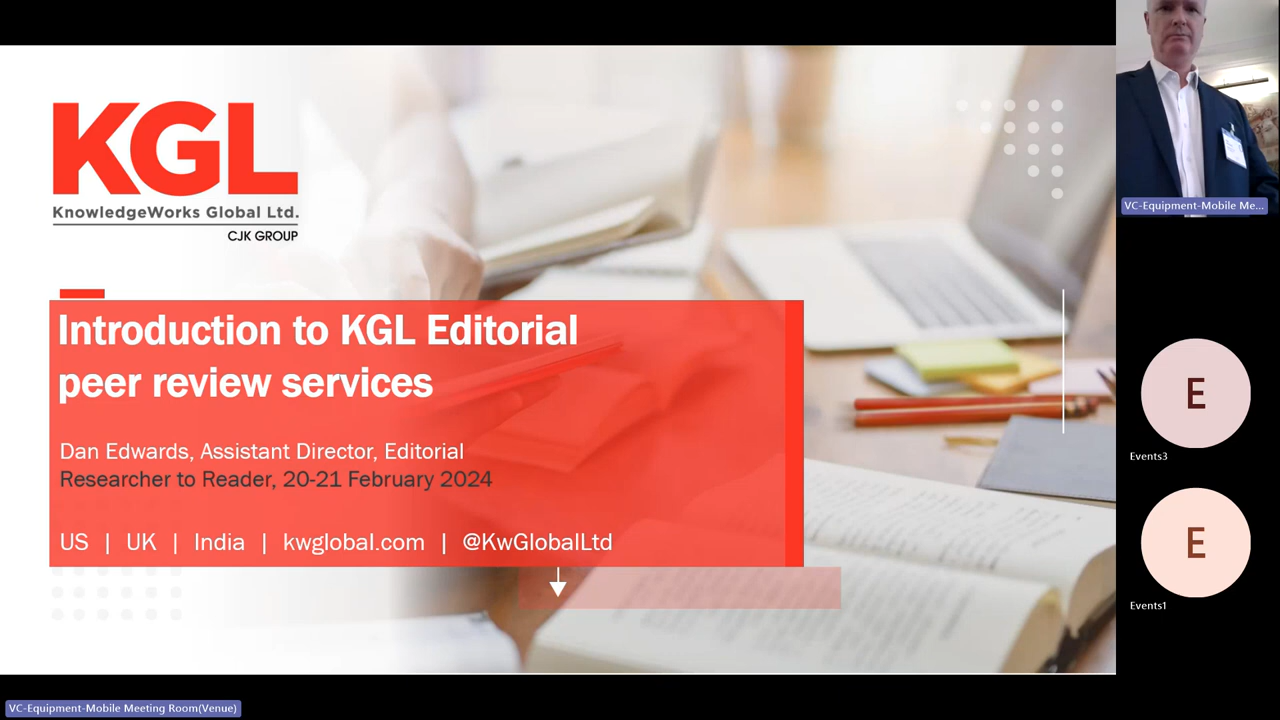 KGL
KnowledgeWorks Global Ltd.
CJK GROUP
Introduction to KGL Editorial
peer review services
Dan Edwards, Assistant Director, Editorial
Researcher to Reader, 20-21 February 2024
US | UK | India | kwglobal.com | @KwGlobalLtd
VC-Equipment-Mobile Me...
E
Events3
E
Events1
VC-Equipment-Mobile Meeting Room(Venue)